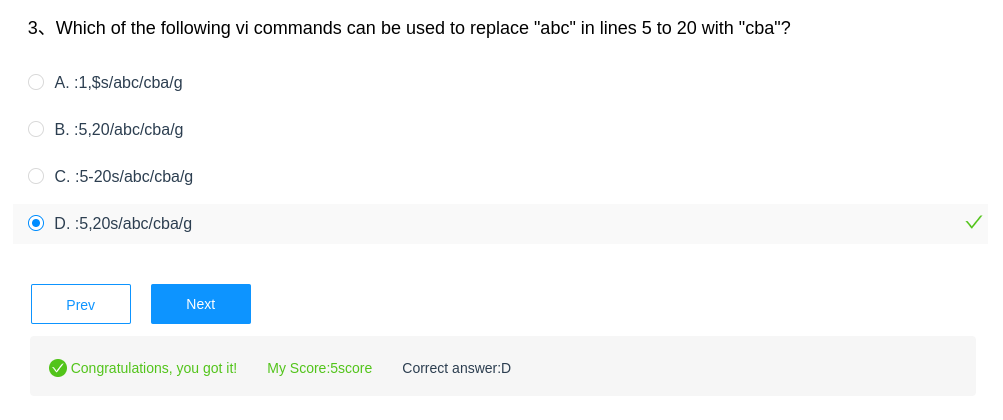 3、Which of the following vi commands can be used to replace "abc" in lines 5 to 20 with "cba"?
A. :1,$s/abc/cba/g
B. :5,20/abc/cba/g
C. :5-20s/abc/cba/g
D. :5,20s/abc/cba/g
Prev Next
Congratulations, you got it! My Score:5score Correct answer:D